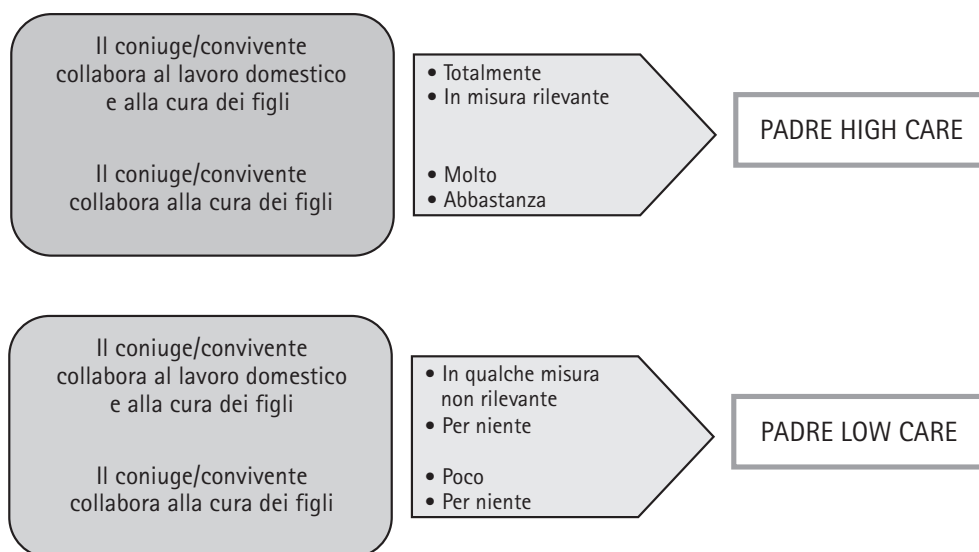 Il coniuge/convivente
collabora al lavoro domestico
e alla cura dei figli
Il coniuge/convivente
collabora alla cura dei figli
• Totalmente
• In misura rilevante
• Molto
• Abbastanza
PADRE HIGH CARE
Il coniuge/convivente
collabora al lavoro domestico
e alla cura dei figli
Il coniuge/convivente
collabora alla cura dei figli
• In qualche misura
non rilevante
• Per niente
• Poco
• Per niente
PADRE LOW CARE